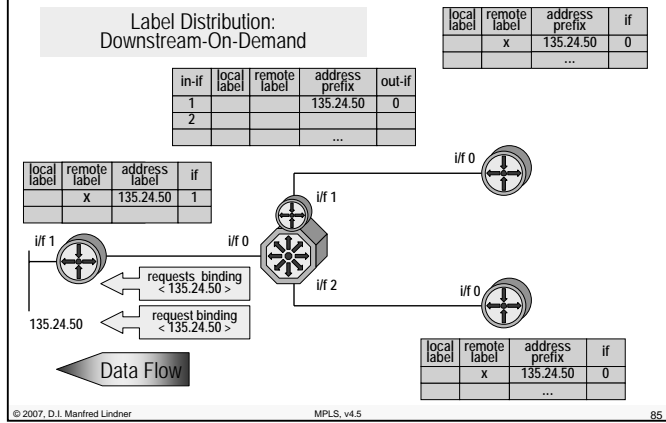 Label Distribution:
Downstream-On-Demand
local label remote label address prefix if
x 135.24.50 0
...
in-if local label remote label address prefix out-if
1 135.24.50 0
2
...
local label remote label address label if
x 135.24.50 1
i/f 0
i/f 1
i/f 1
i/f 0
requests binding
< 135.24.50 >
i/f 2
i/f 0
request binding
< 135.24.50 >
135.24.50
local label remote label address prefix if
x 135.24.50 0
...
Data Flow
© 2007, D.I. Manfred Lindner MPLS, v4.5 85